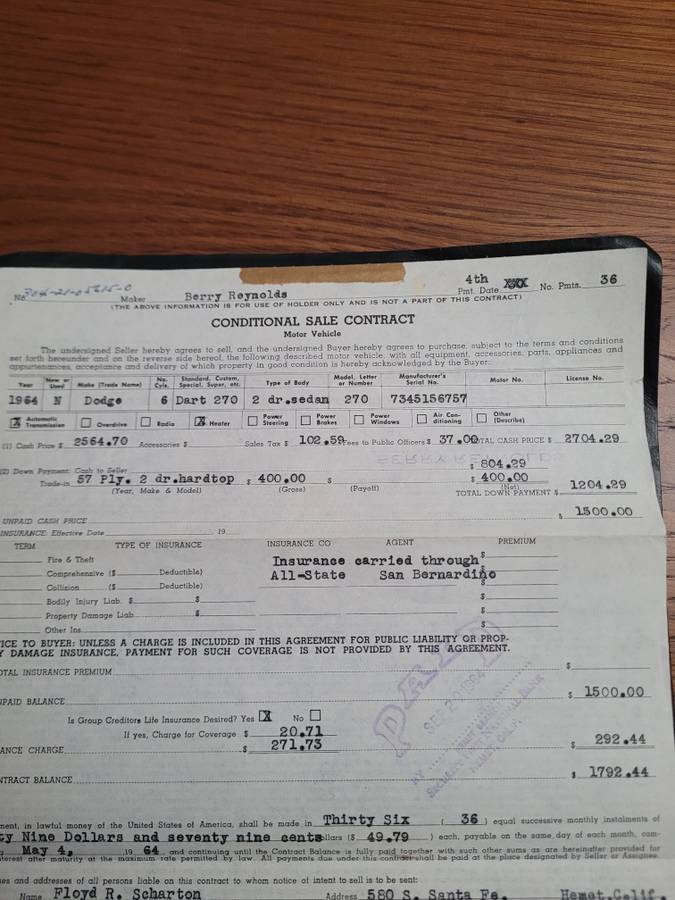 No. Maker Berry Reynolds 4th XXX Pmt. Date No. Pmts. 36
(THE ABOVE INFORMATION IS FOR USE OF HOLDER ONLY AND IS NOT A PART OF THIS CONTRACT)
CONDITIONAL SALE CONTRACT
Motor Vehicle
The undersigned Seller hereby agrees to sell, and the undersigned Buyer hereby agrees to purchase, subject to the terms and conditions
set forth hereunder and on the reverse side hereof, the following described motor vehicle, with all equipment, accessories, parts, appliances and
appurtenances, acceptance and delivery of which property in good condition is hereby acknowledged by the Buyer:
Year New or Used Make (Trade Name) No. Cyls. Standard, Custom, Special, Super, etc. Type of Body Model, Letter or Number Manufacturer's Serial No. Motor No. License No.
1964 N Dodge 6 Dart 270 2 dr.sedan 270 7345156757
X Automatic Transmission Overdrive Radio X Heater Power Steering Power Brakes Power Windows Air Conditioning Other (Describe)
(1) Cash Price $ 2564.70 Accessories $ Sales Tax $ 102.59 Fees to Public Officers $ 37.00 TOTAL CASH PRICE $ 2704.29
BERRY REYNOLDS
(2) Down Payment: Cash to Seller $ 804.29
Trade-in 57 Ply. 2 dr.hardtop $ 400.00 $ $ 400.00
(Year, Make & Model) (Gross) (Payoff) (Net)
TOTAL DOWN PAYMENT $ 1204.29
UNPAID CASH PRICE $ 1500.00
INSURANCE: Effective Date 19
TERM TYPE OF INSURANCE INSURANCE CO AGENT PREMIUM
Fire & Theft Insurance carried through $
Comprehensive ($ Deductible) All-State San Bernardino $
Collision ($ Deductible) $
Bodily Injury Liab. $ $ $
Property Damage Liab. $ $
Other Ins. $
ICE TO BUYER: UNLESS A CHARGE IS INCLUDED IN THIS AGREEMENT FOR PUBLIC LIABILITY OR PROP-
Y DAMAGE INSURANCE, PAYMENT FOR SUCH COVERAGE IS NOT PROVIDED BY THIS AGREEMENT.
OTAL INSURANCE PREMIUM $
PAID
NPAID BALANCE $ 1500.00
Is Group Creditors Life Insurance Desired? Yes X No
If yes, Charge for Coverage $ 20.71
ANCE CHARGE $ 271.73 $ 292.44
NTRACT BALANCE $ 1792.44
ment, in lawful money of the United States of America, shall be made in Thirty Six ( 36 ) equal successive monthly instalments of
ty Nine Dollars and seventy nine cents ollars ($ 49.79 ) each, payable on the same day of each month, com-
g May 4, 19 64 and continuing until the Contract Balance is fully paid together with such other sums as are hereinafter provided for
terest after maturity at the maximum rate permitted by law. All payments due under this contract shall be paid at the place designated by Seller or Assignee.
es and addresses of all persons liable on this contract to whom notice of intent to sell is to be sent:
Name Floyd R. Scharton Address 580 S. Santa Fe. Hemet, Calif.